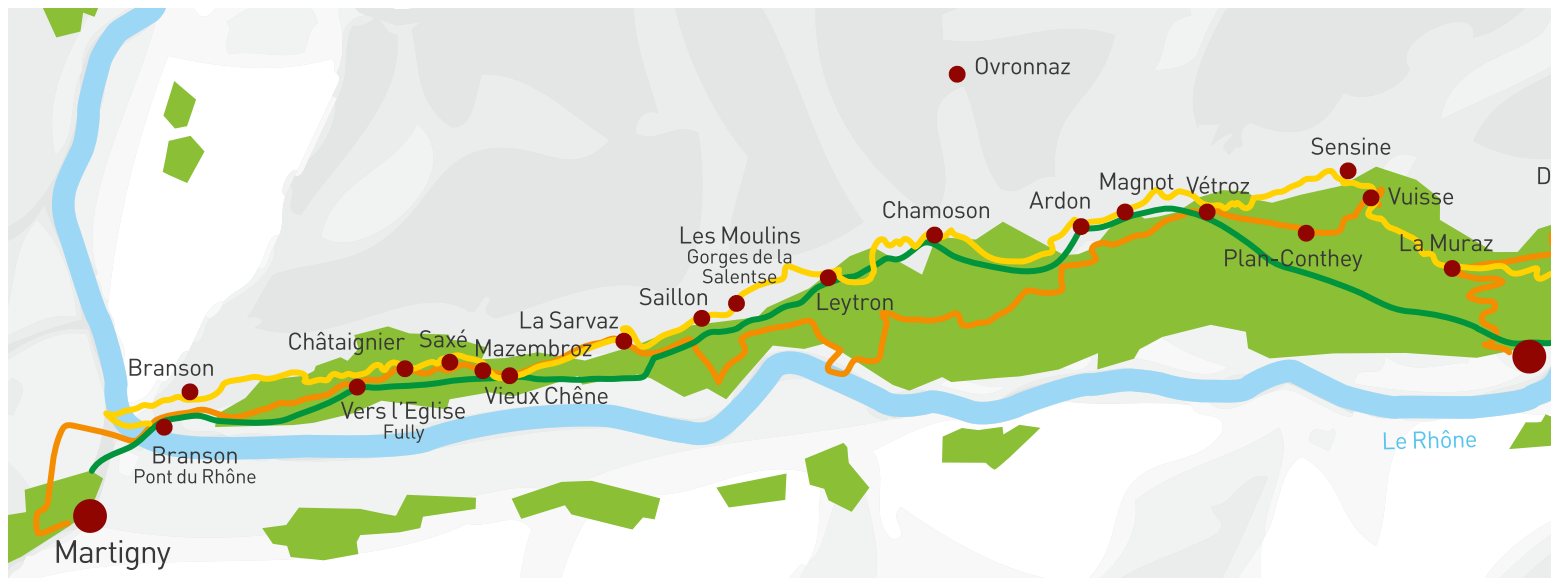 Ovronnaz
Sensine
D
Magnot
Vétroz
Vuisse
Ardon
Chamoson
Les Moulins
Gorges de la
Salentse
La Muraz
Plan-Conthey
Saillon
Leytron
La Sarvaz
Châtaignier
Saxé
Mazembroz
Branson
Vieux Chêne
Vers l'Eglise
Fully
Le Rhône
Branson
Pont du Rhône
Martigny